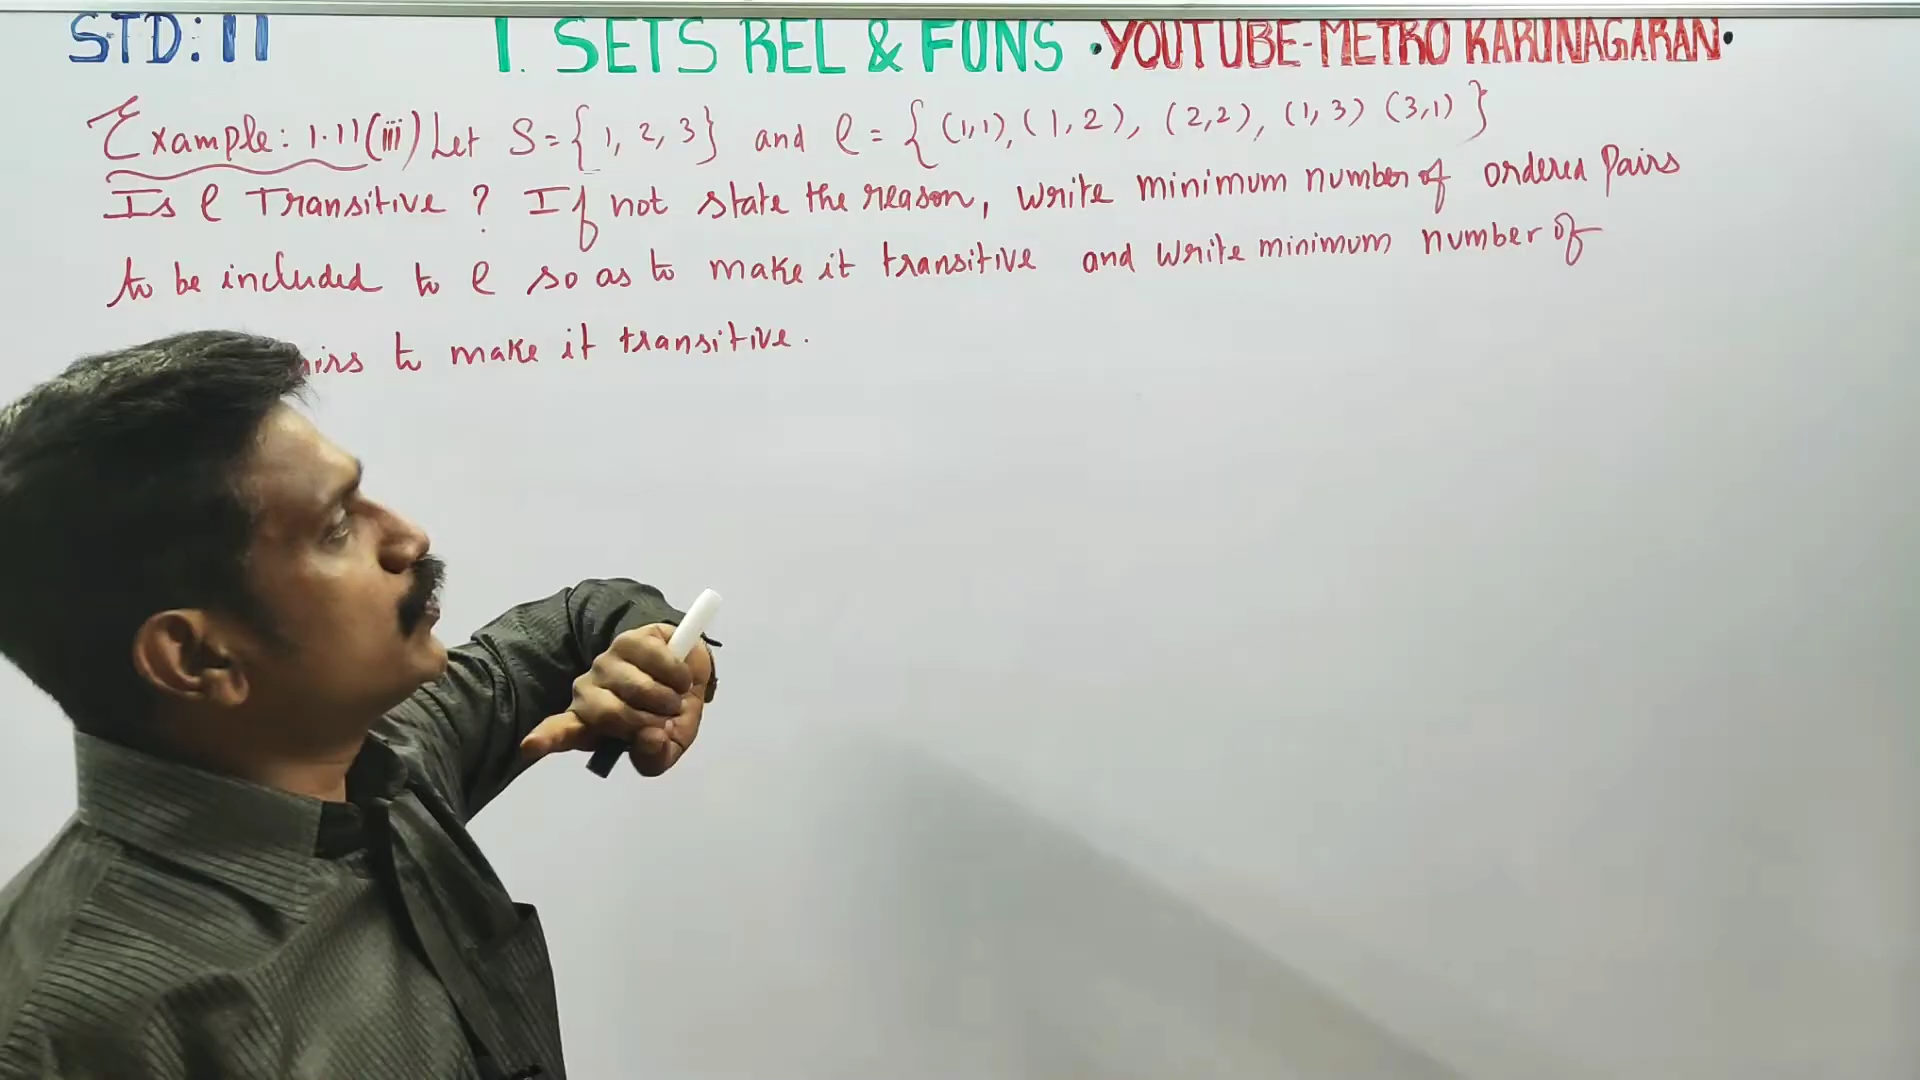 STD: 11 1. SETS REL & FUNS • YOUTUBE-METRO KARUNAGARAN•
Example: 1.11(iii) Let S = {1, 2, 3} and ρ = {(1,1), (1,2), (2,2), (1,3) (3,1)}
Is ρ Transitive? If not state the reason, write minimum number of ordered pairs
to be included to ρ so as to make it transitive and write minimum number of
to make it transitive.